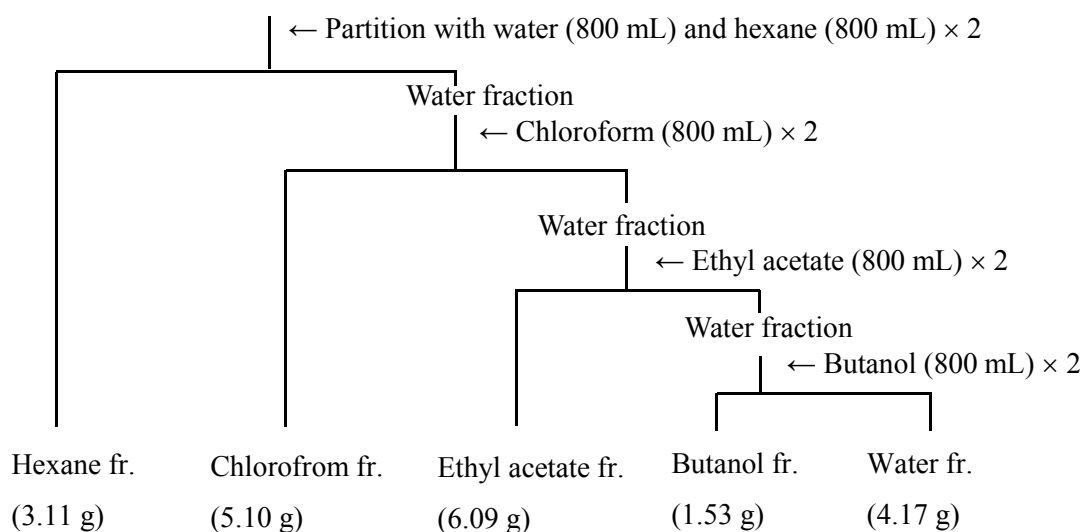 ← Partition with water (800 mL) and hexane (800 mL) × 2
Water fraction
← Chloroform (800 mL) × 2
Water fraction
← Ethyl acetate (800 mL) × 2
Water fraction
← Butanol (800 mL) × 2
Hexane fr. Chlorofrom fr. Ethyl acetate fr. Butanol fr. Water fr.
(3.11 g) (5.10 g) (6.09 g) (1.53 g) (4.17 g)